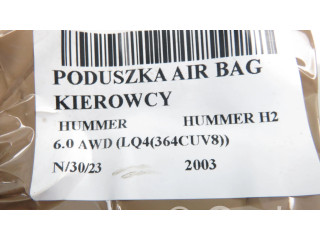 PODUSZKA AIR BAG
KIEROWCY
HUMMER HUMMER H2
6.0 AWD (LQ4(364CUV8))
N/30/23 2003